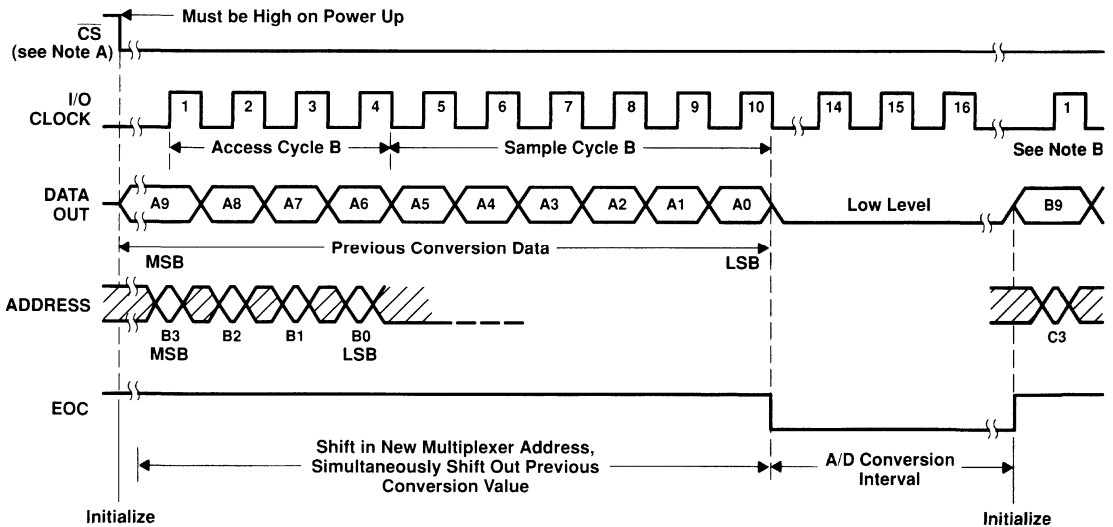 Must be High on Power Up
CS
(see Note A)
I/O
CLOCK
1 2 3 4 5 6 7 8 9 10 14 15 16 1
Access Cycle B
Sample Cycle B
See Note B
DATA
OUT
A9 A8 A7 A6 A5 A4 A3 A2 A1 A0
Low Level
B9
Previous Conversion Data
MSB
LSB
ADDRESS
B3 B2 B1 B0
C3
MSB
LSB
EOC
Shift in New Multiplexer Address,
Simultaneously Shift Out Previous
Conversion Value
A/D Conversion
Interval
Initialize
Initialize